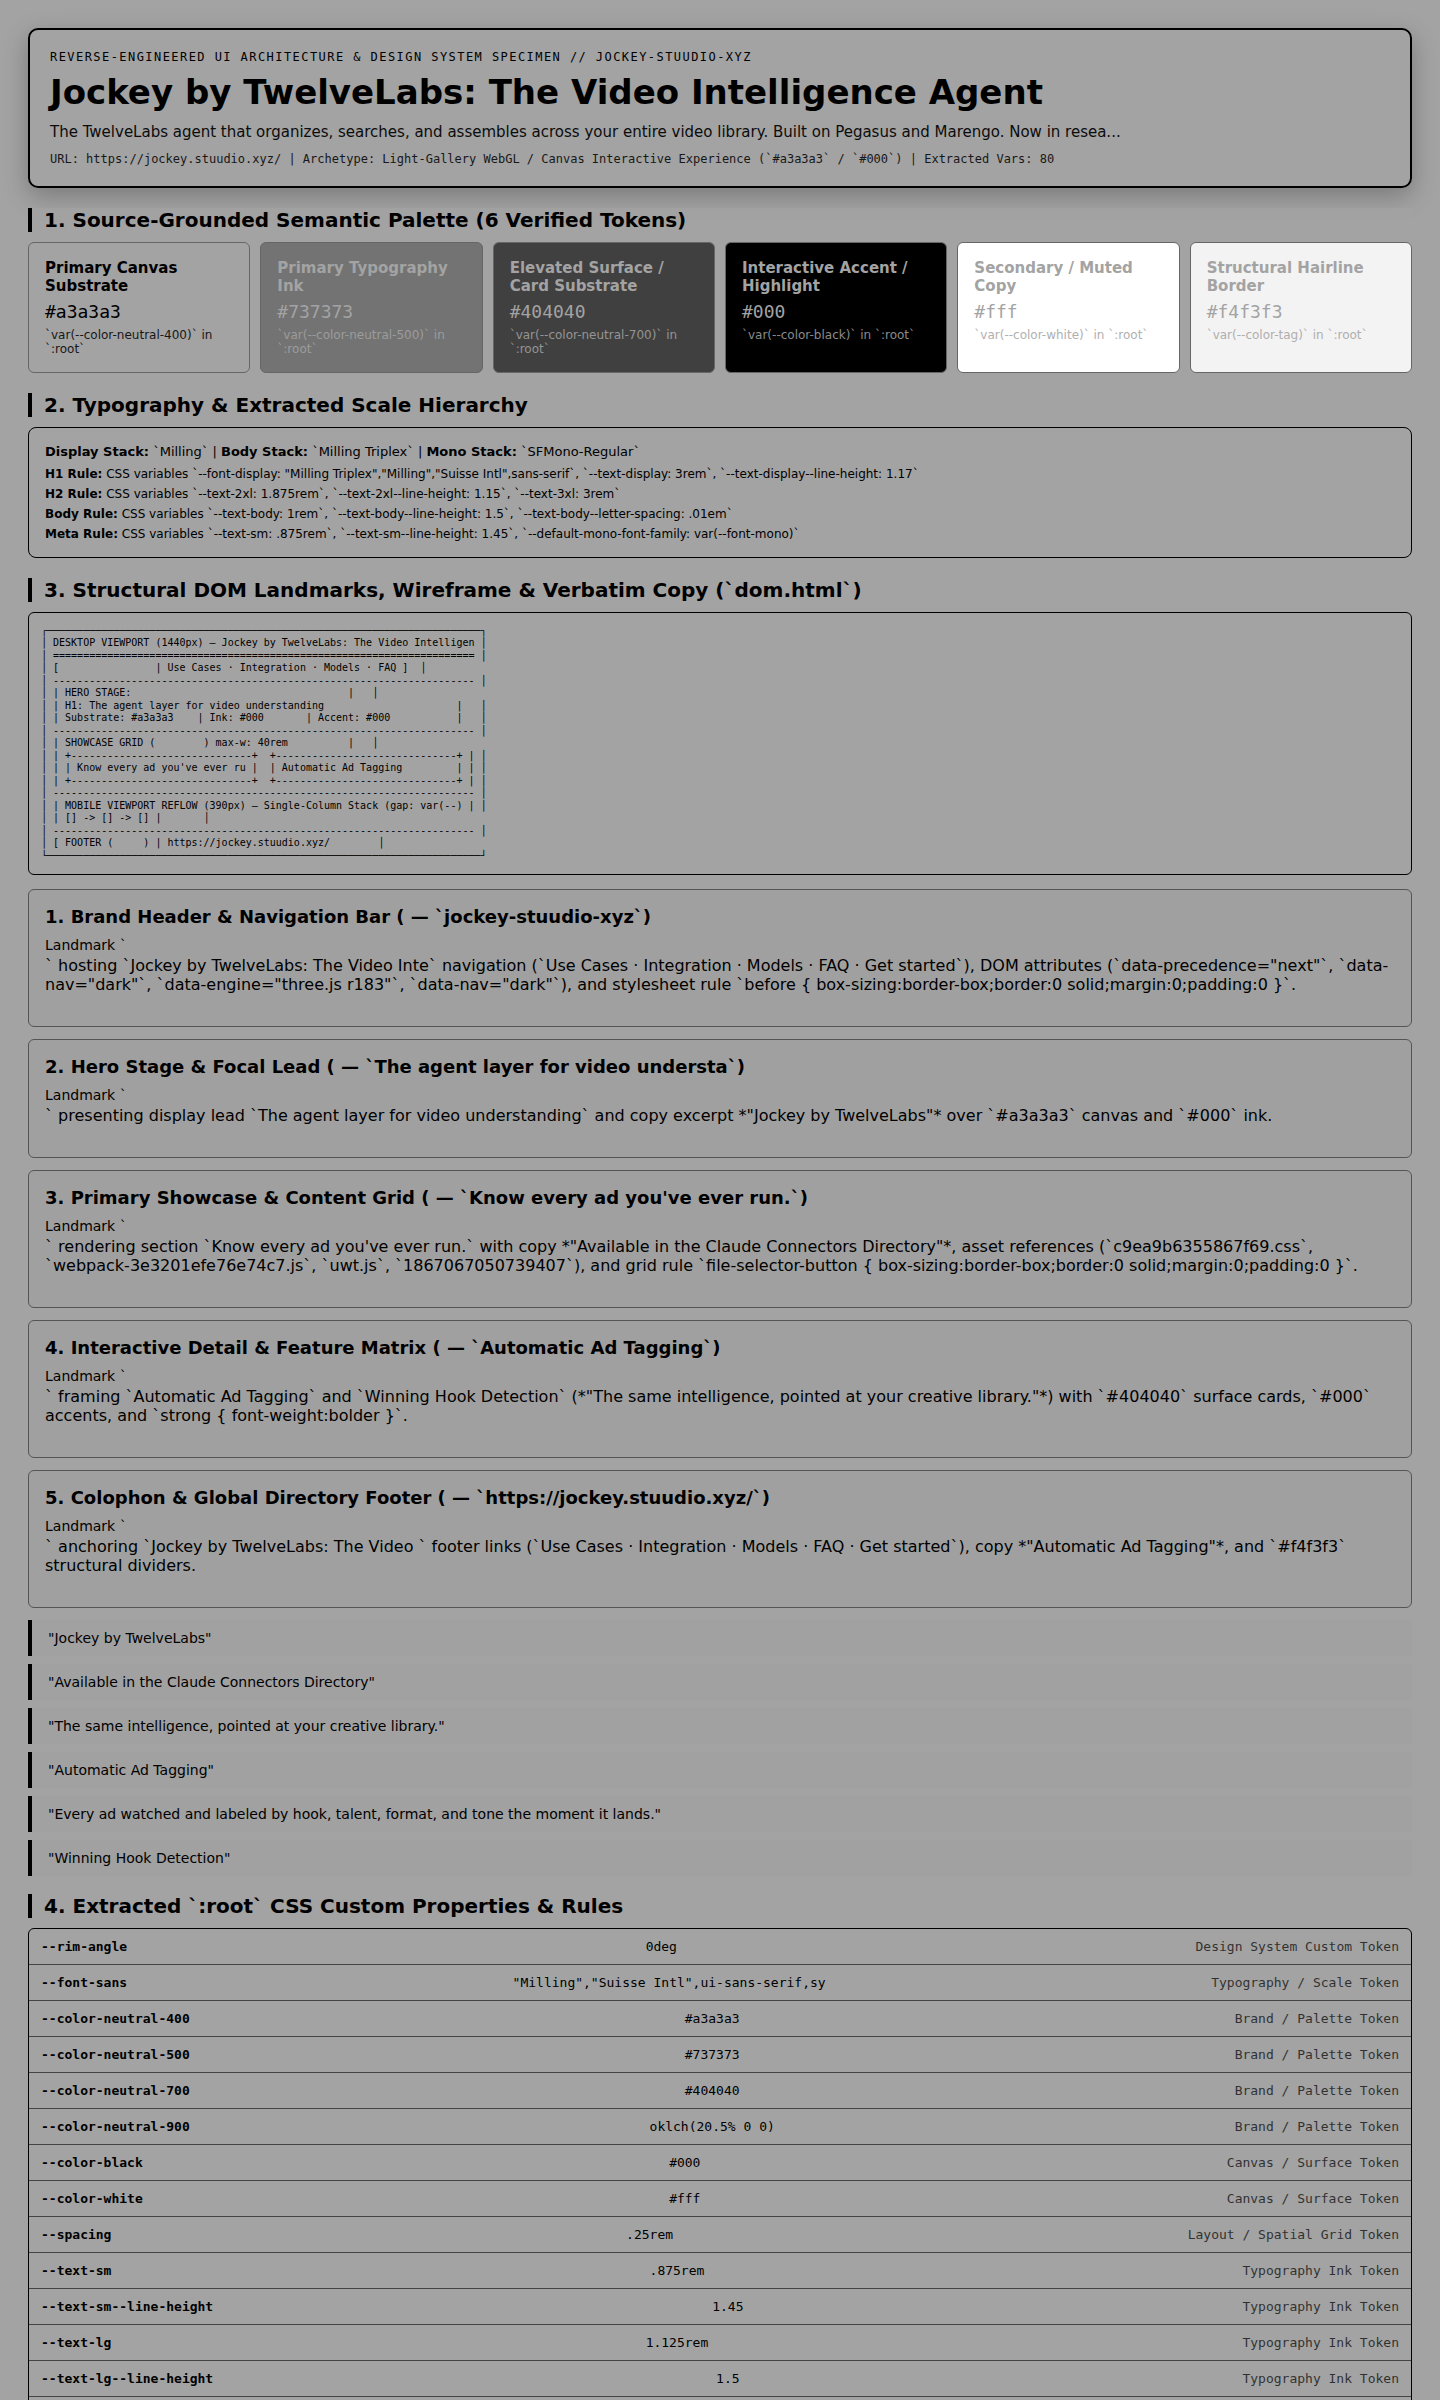 REVERSE-ENGINEERED UI ARCHITECTURE & DESIGN SYSTEM SPECIMEN // JOCKEY-STUUDIO-XYZ
Jockey by TwelveLabs: The Video Intelligence Agent
The TwelveLabs agent that organizes, searches, and assembles across your entire video library. Built on Pegasus and Marengo. Now in resea...
URL: https://jockey.stuudio.xyz/ | Archetype: Light-Gallery WebGL / Canvas Interactive Experience (`#a3a3a3` / `#000`) | Extracted Vars: 80
1. Source-Grounded Semantic Palette (6 Verified Tokens)
Primary Canvas
Substrate
#a3a3a3
`var(--color-neutral-400)` in
`:root`
Primary Typography
Ink
#737373
`var(--color-neutral-500)` in
`:root`
Elevated Surface /
Card Substrate
#404040
`var(--color-neutral-700)` in
`:root`
Interactive Accent /
Highlight
#000
`var(--color-black)` in `:root`
Secondary / Muted
Copy
#fff
`var(--color-white)` in `:root`
Structural Hairline
Border
#f4f3f3
`var(--color-tag)` in `:root`
2. Typography & Extracted Scale Hierarchy
Display Stack: `Milling` | Body Stack: `Milling Triplex` | Mono Stack: `SFMono-Regular`
H1 Rule: CSS variables `--font-display: "Milling Triplex","Milling","Suisse Intl",sans-serif`, `--text-display: 3rem`, `--text-display--line-height: 1.17`
H2 Rule: CSS variables `--text-2xl: 1.875rem`, `--text-2xl--line-height: 1.15`, `--text-3xl: 3rem`
Body Rule: CSS variables `--text-body: 1rem`, `--text-body--line-height: 1.5`, `--text-body--letter-spacing: .01em`
Meta Rule: CSS variables `--text-sm: .875rem`, `--text-sm--line-height: 1.45`, `--default-mono-font-family: var(--font-mono)`
3. Structural DOM Landmarks, Wireframe & Verbatim Copy (`dom.html`)
DESKTOP VIEWPORT (1440px) — Jockey by TwelveLabs: The Video Intelligen
======================================================================
[ | Use Cases · Integration · Models · FAQ ] |
----------------------------------------------------------------------
| HERO STAGE: | |
| H1: The agent layer for video understanding |
| Substrate: #a3a3a3 | Ink: #000 | Accent: #000 |
----------------------------------------------------------------------
| SHOWCASE GRID ( ) max-w: 40rem | |
| +------------------------------+ +------------------------------+ |
| | Know every ad you've ever ru | | Automatic Ad Tagging | |
| +------------------------------+ +------------------------------+ |
----------------------------------------------------------------------
| MOBILE VIEWPORT REFLOW (390px) — Single-Column Stack (gap: var(--) |
| [] -> [] -> [] | |
----------------------------------------------------------------------
[ FOOTER ( ) | https://jockey.stuudio.xyz/ |
1. Brand Header & Navigation Bar ( — `jockey-stuudio-xyz`)
Landmark `
` hosting `Jockey by TwelveLabs: The Video Inte` navigation (`Use Cases · Integration · Models · FAQ · Get started`), DOM attributes (`data-precedence="next"`, `data-
nav="dark"`, `data-engine="three.js r183"`, `data-nav="dark"`), and stylesheet rule `before { box-sizing:border-box;border:0 solid;margin:0;padding:0 }`.
2. Hero Stage & Focal Lead ( — `The agent layer for video understa`)
Landmark `
` presenting display lead `The agent layer for video understanding` and copy excerpt *"Jockey by TwelveLabs"* over `#a3a3a3` canvas and `#000` ink.
3. Primary Showcase & Content Grid ( — `Know every ad you've ever run.`)
Landmark `
` rendering section `Know every ad you've ever run.` with copy *"Available in the Claude Connectors Directory"*, asset references (`c9ea9b6355867f69.css`,
`webpack-3e3201efe76e74c7.js`, `uwt.js`, `1867067050739407`), and grid rule `file-selector-button { box-sizing:border-box;border:0 solid;margin:0;padding:0 }`.
4. Interactive Detail & Feature Matrix ( — `Automatic Ad Tagging`)
Landmark `
` framing `Automatic Ad Tagging` and `Winning Hook Detection` (*"The same intelligence, pointed at your creative library."*) with `#404040` surface cards, `#000`
accents, and `strong { font-weight:bolder }`.
5. Colophon & Global Directory Footer ( — `https://jockey.stuudio.xyz/`)
Landmark `
` anchoring `Jockey by TwelveLabs: The Video ` footer links (`Use Cases · Integration · Models · FAQ · Get started`), copy *"Automatic Ad Tagging"*, and `#f4f3f3`
structural dividers.
"Jockey by TwelveLabs"
"Available in the Claude Connectors Directory"
"The same intelligence, pointed at your creative library."
"Automatic Ad Tagging"
"Every ad watched and labeled by hook, talent, format, and tone the moment it lands."
"Winning Hook Detection"
4. Extracted `:root` CSS Custom Properties & Rules
--rim-angle 0deg Design System Custom Token
--font-sans "Milling","Suisse Intl",ui-sans-serif,sy Typography / Scale Token
--color-neutral-400 #a3a3a3 Brand / Palette Token
--color-neutral-500 #737373 Brand / Palette Token
--color-neutral-700 #404040 Brand / Palette Token
--color-neutral-900 oklch(20.5% 0 0) Brand / Palette Token
--color-black #000 Canvas / Surface Token
--color-white #fff Canvas / Surface Token
--spacing .25rem Layout / Spatial Grid Token
--text-sm .875rem Typography Ink Token
--text-sm--line-height 1.45 Typography Ink Token
--text-lg 1.125rem Typography Ink Token
--text-lg--line-height 1.5 Typography Ink Token